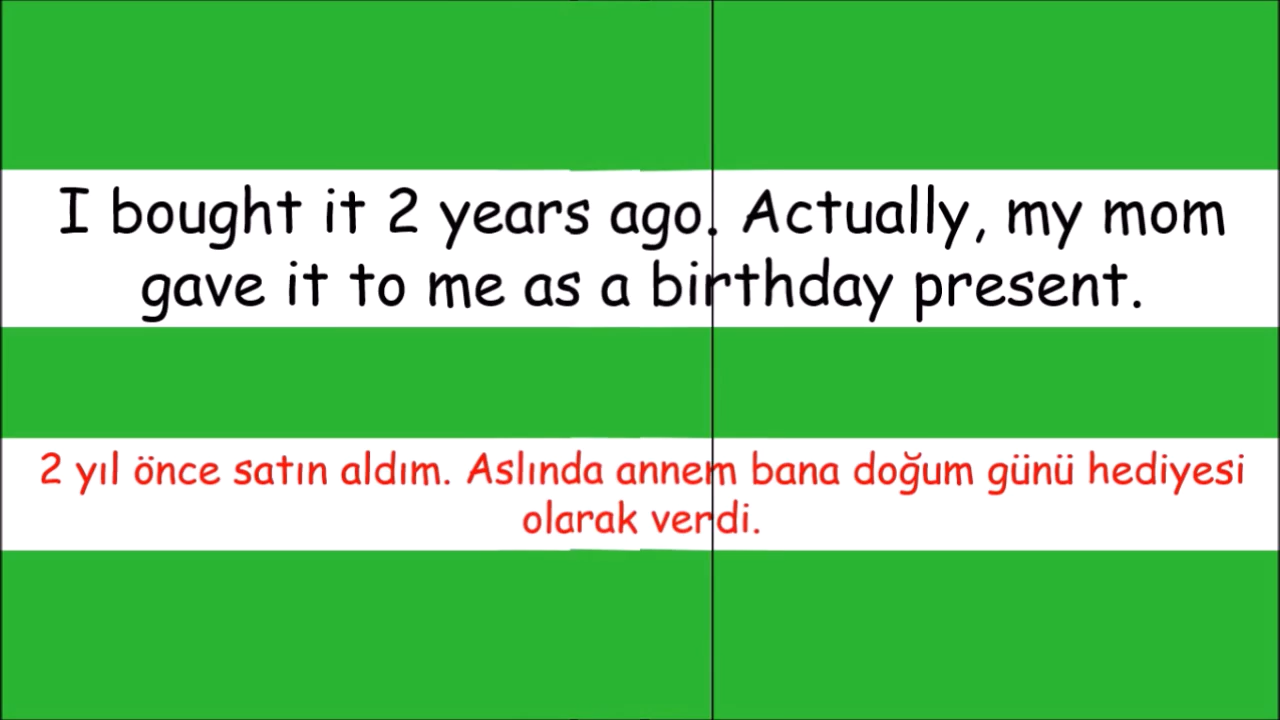 I bought it 2 years ago. Actually, my mom
gave it to me as a birthday present.
2 yıl önce satın aldım. Aslında annem bana doğum günü hediyesi
olarak verdi.